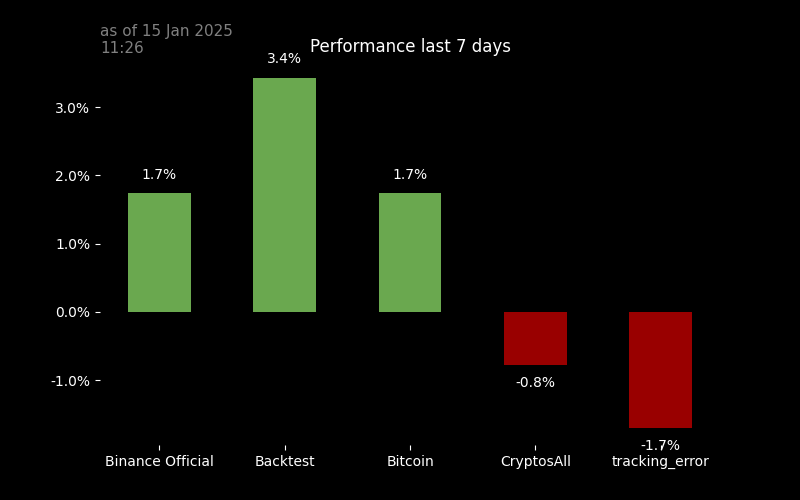 as of 15 Jan 2025
11:26
Performance last 7 days
3.4%
3.0%
2.0%
1.7%
1.7%
1.0%
0.0%
-1.0%
-0.8%
-1.7%
Binance Official
Backtest
Bitcoin
CryptosAll
tracking_error